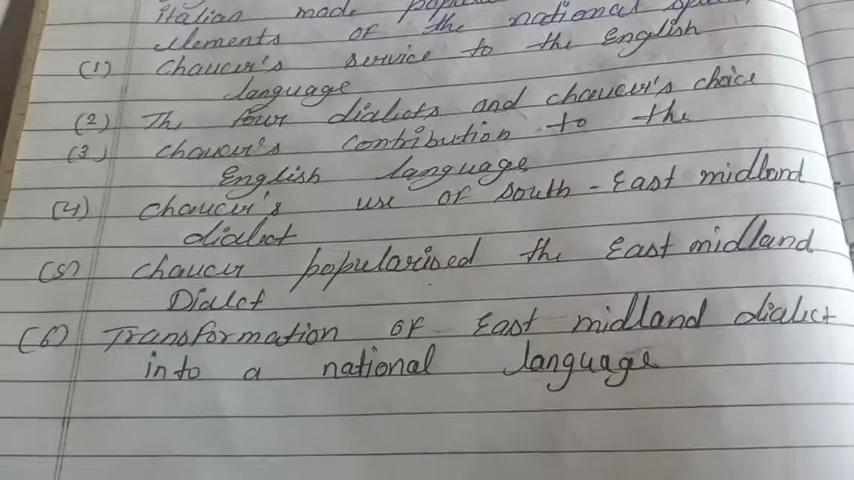 italian made
elements of the national
(1) chaucer's service to the English
language
(2) The four dialects and chaucer's choice
(3) chaucer's contribution to the
English language
(4) chaucer's use of south-East midland
dialect
(5) chaucer popularised the East midland
Dialct
(6) Transformation of East midland dialect
into a national language